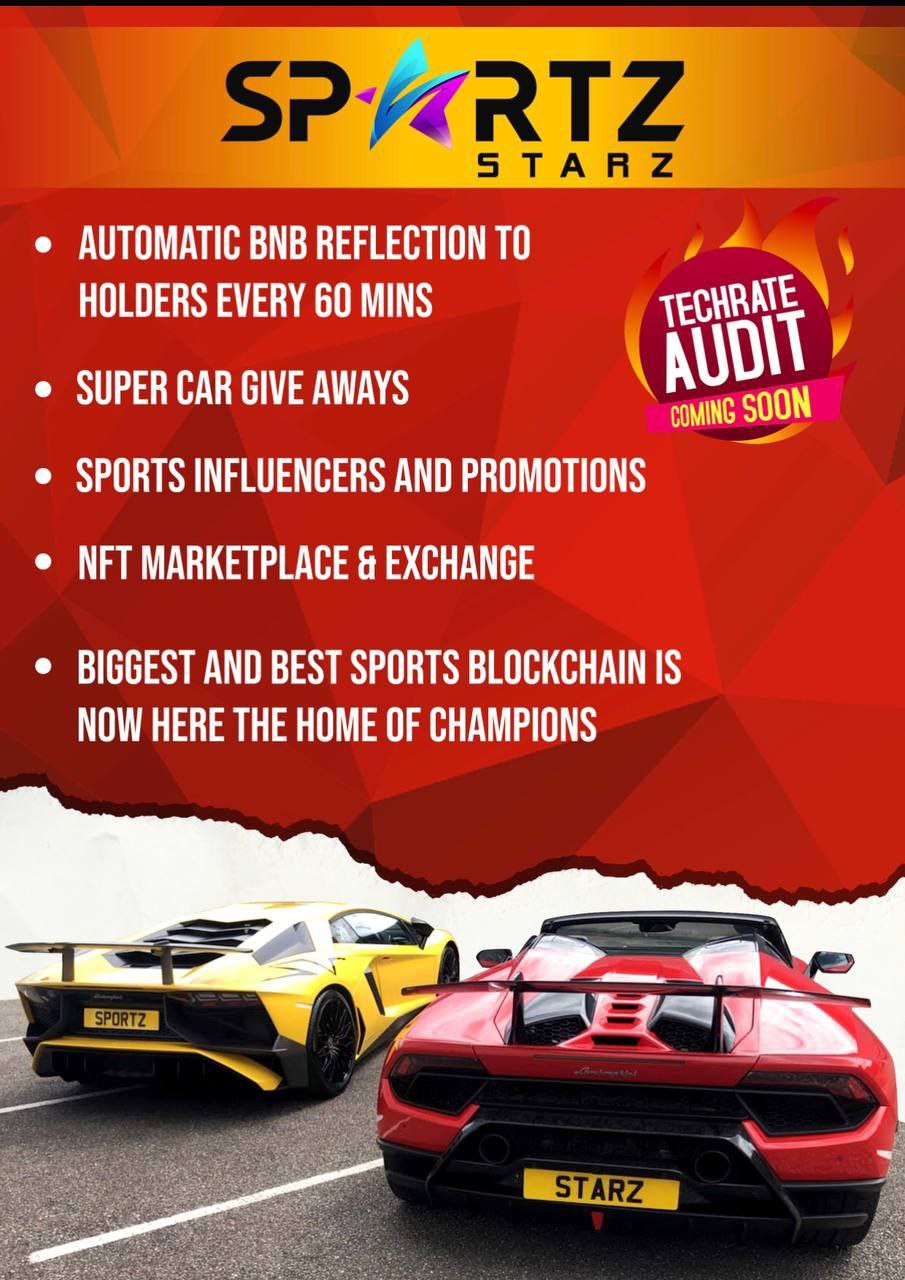 SPORTZ
STARZ
AUTOMATIC BNB REFLECTION TO
HOLDERS EVERY 60 MINS
TECHRATE
AUDIT
COMING SOON
SUPER CAR GIVE AWAYS
SPORTS INFLUENCERS AND PROMOTIONS
NFT MARKETPLACE & EXCHANGE
BIGGEST AND BEST SPORTS BLOCKCHAIN IS
NOW HERE THE HOME OF CHAMPIONS
SPORTZ
Lamborghini
STARZ